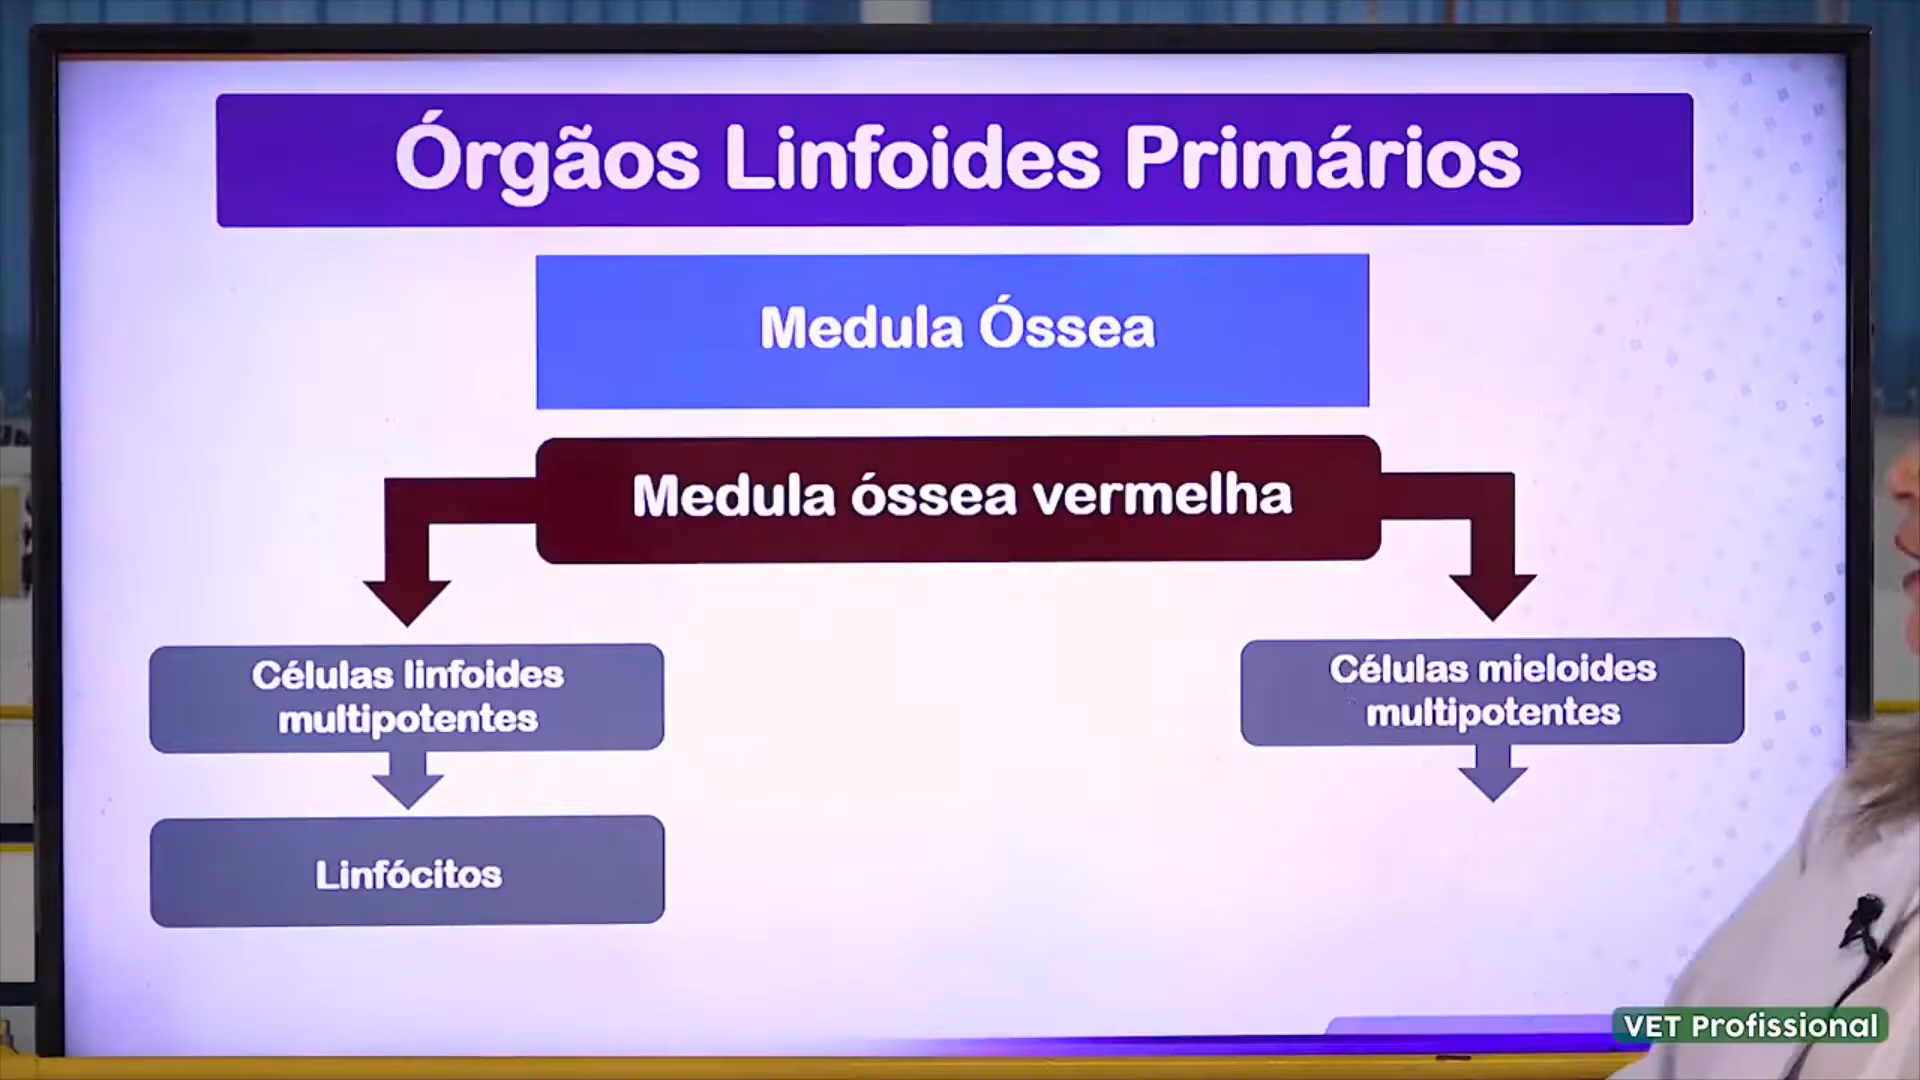 Órgãos Linfoides Primários
Medula Óssea
Medula óssea vermelha
Células linfoides
multipotentes
Células mieloides
multipotentes
Linfócitos
VET Profissional